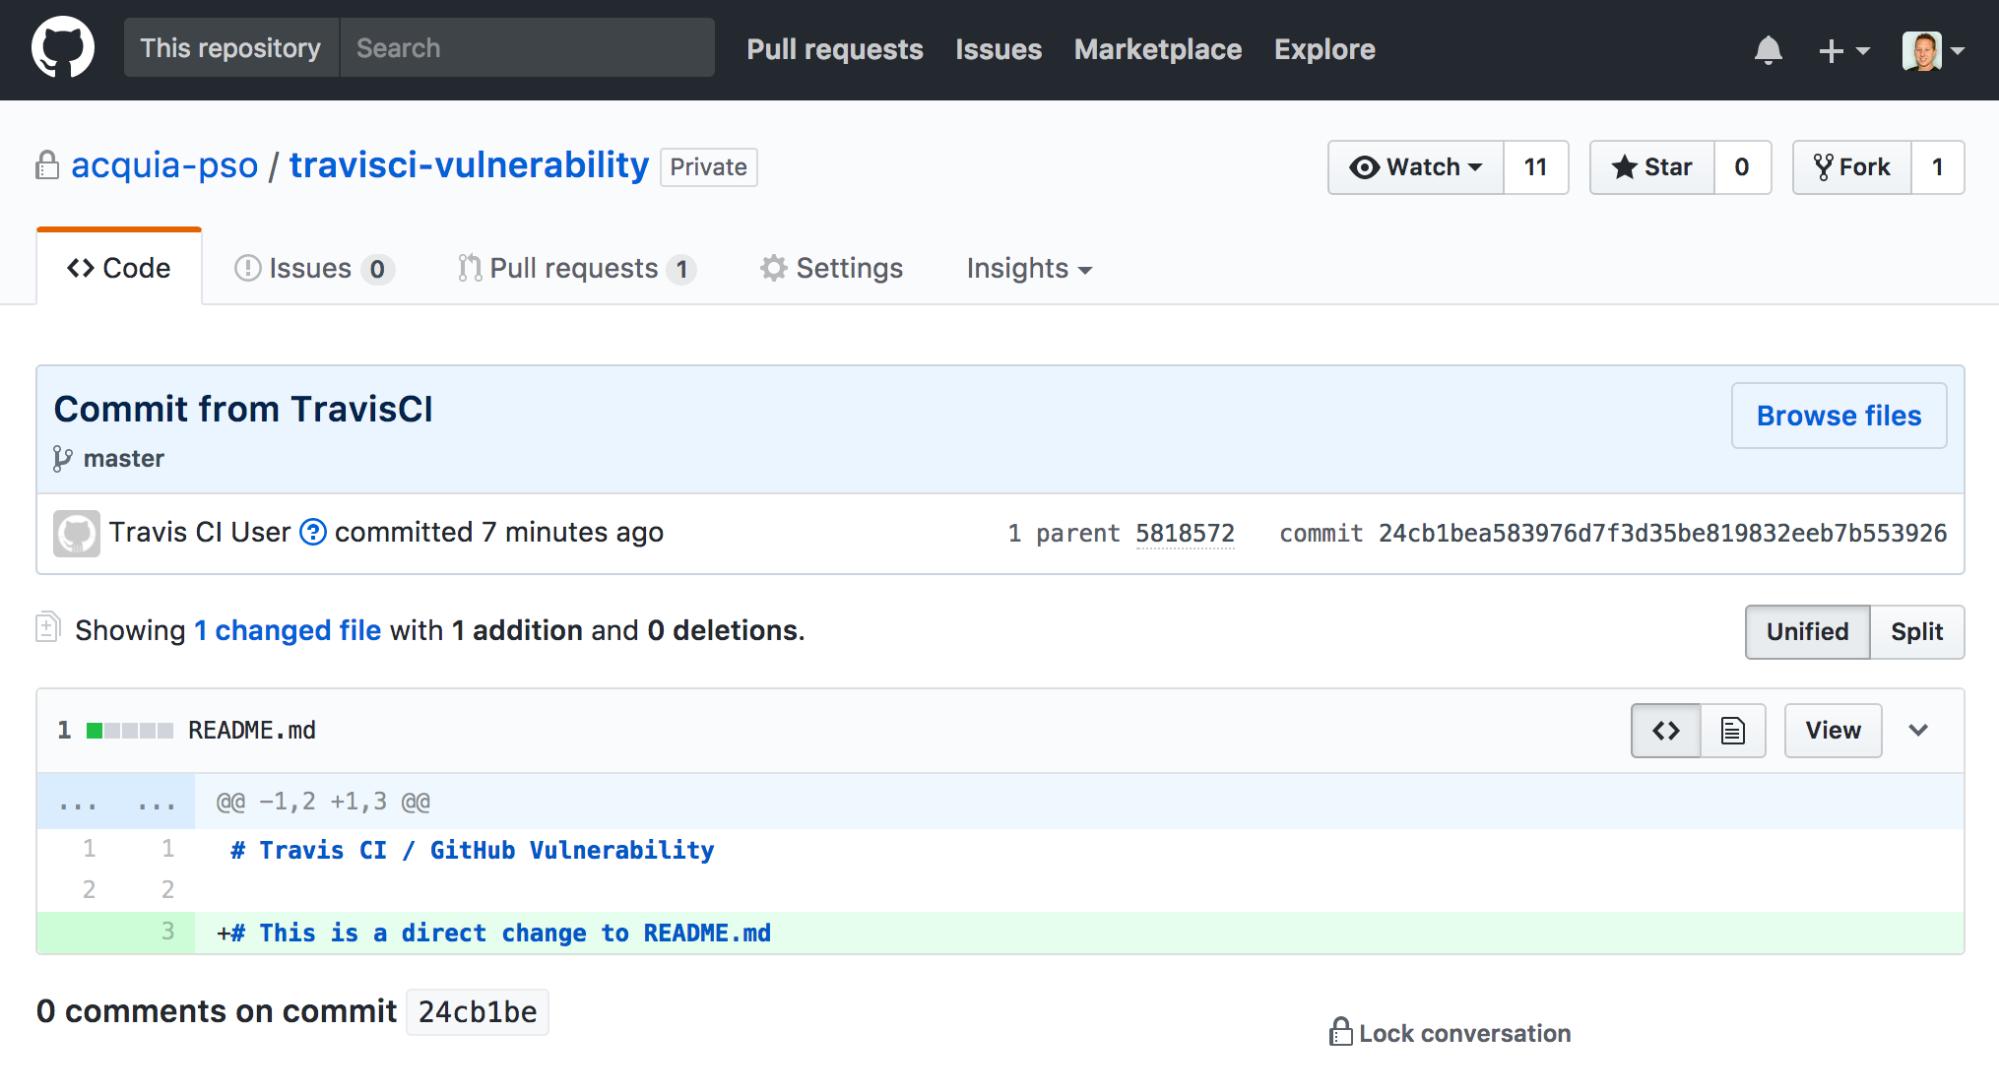 This repository Search Pull requests Issues Marketplace Explore
acquia-pso / travisci-vulnerability Private Watch 11 Star 0 Fork 1
Code Issues 0 Pull requests 1 Settings Insights
Commit from TravisCI Browse files
master
Travis CI User ? committed 7 minutes ago 1 parent 5818572 commit 24cb1bea583976d7f3d35be819832eeb7b553926
Showing 1 changed file with 1 addition and 0 deletions. Unified Split
1 README.md <> View
... ... @@ -1,2 +1,3 @@
1 1 # Travis CI / GitHub Vulnerability
2 2
3 +# This is a direct change to README.md
0 comments on commit 24cb1be
Lock conversation